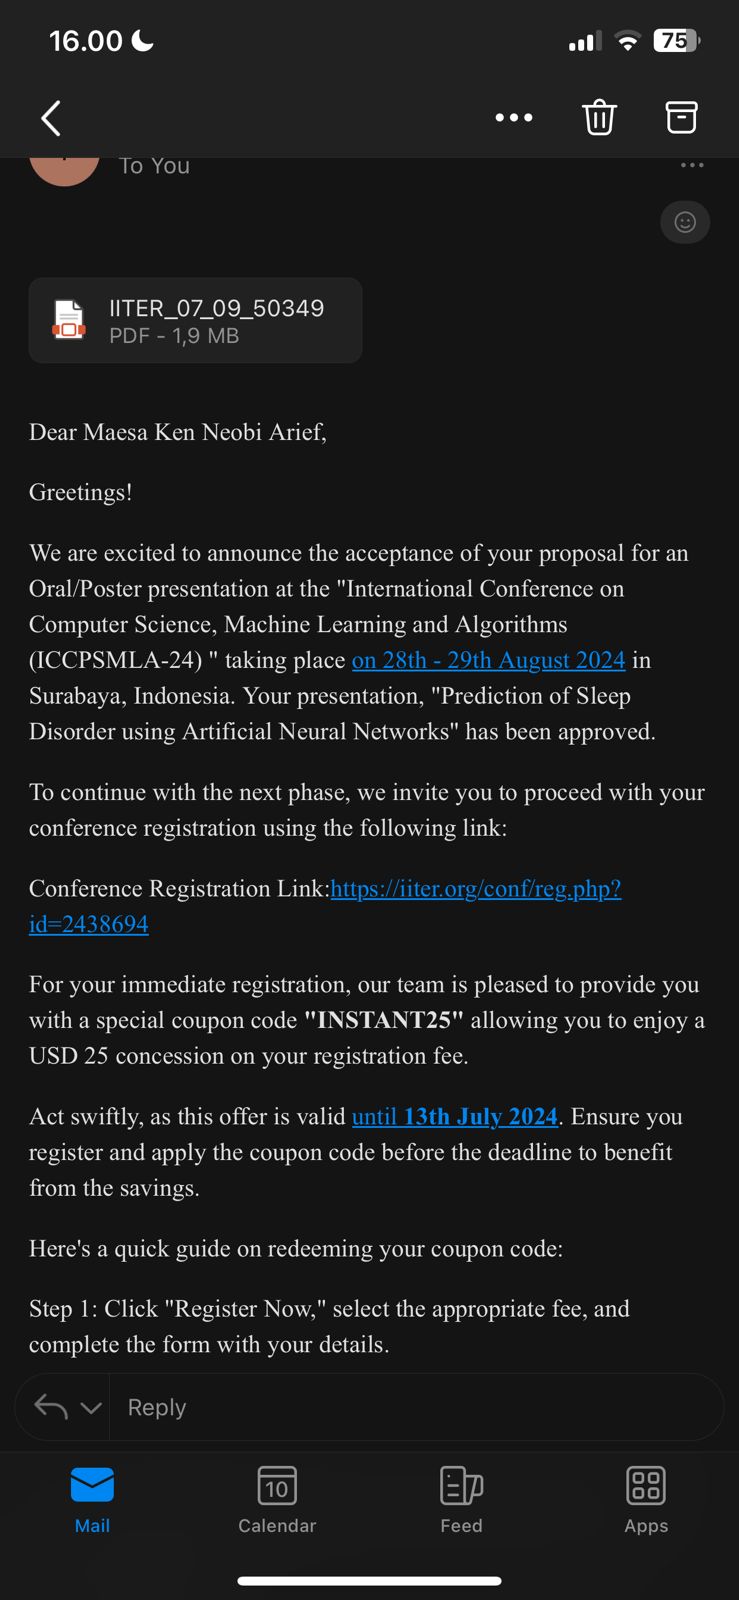 16.00
75
To You
IITER_07_09_50349
PDF - 1,9 MB
Dear Maesa Ken Neobi Arief,
Greetings!
We are excited to announce the acceptance of your proposal for an
Oral/Poster presentation at the "International Conference on
Computer Science, Machine Learning and Algorithms
(ICCPSMLA-24) " taking place on 28th - 29th August 2024 in
Surabaya, Indonesia. Your presentation, "Prediction of Sleep
Disorder using Artificial Neural Networks" has been approved.
To continue with the next phase, we invite you to proceed with your
conference registration using the following link:
Conference Registration Link:https://iiter.org/conf/reg.php?
id=2438694
For your immediate registration, our team is pleased to provide you
with a special coupon code "INSTANT25" allowing you to enjoy a
USD 25 concession on your registration fee.
Act swiftly, as this offer is valid until 13th July 2024. Ensure you
register and apply the coupon code before the deadline to benefit
from the savings.
Here's a quick guide on redeeming your coupon code:
Step 1: Click "Register Now," select the appropriate fee, and
complete the form with your details.
Reply
10
Mail Calendar Feed Apps